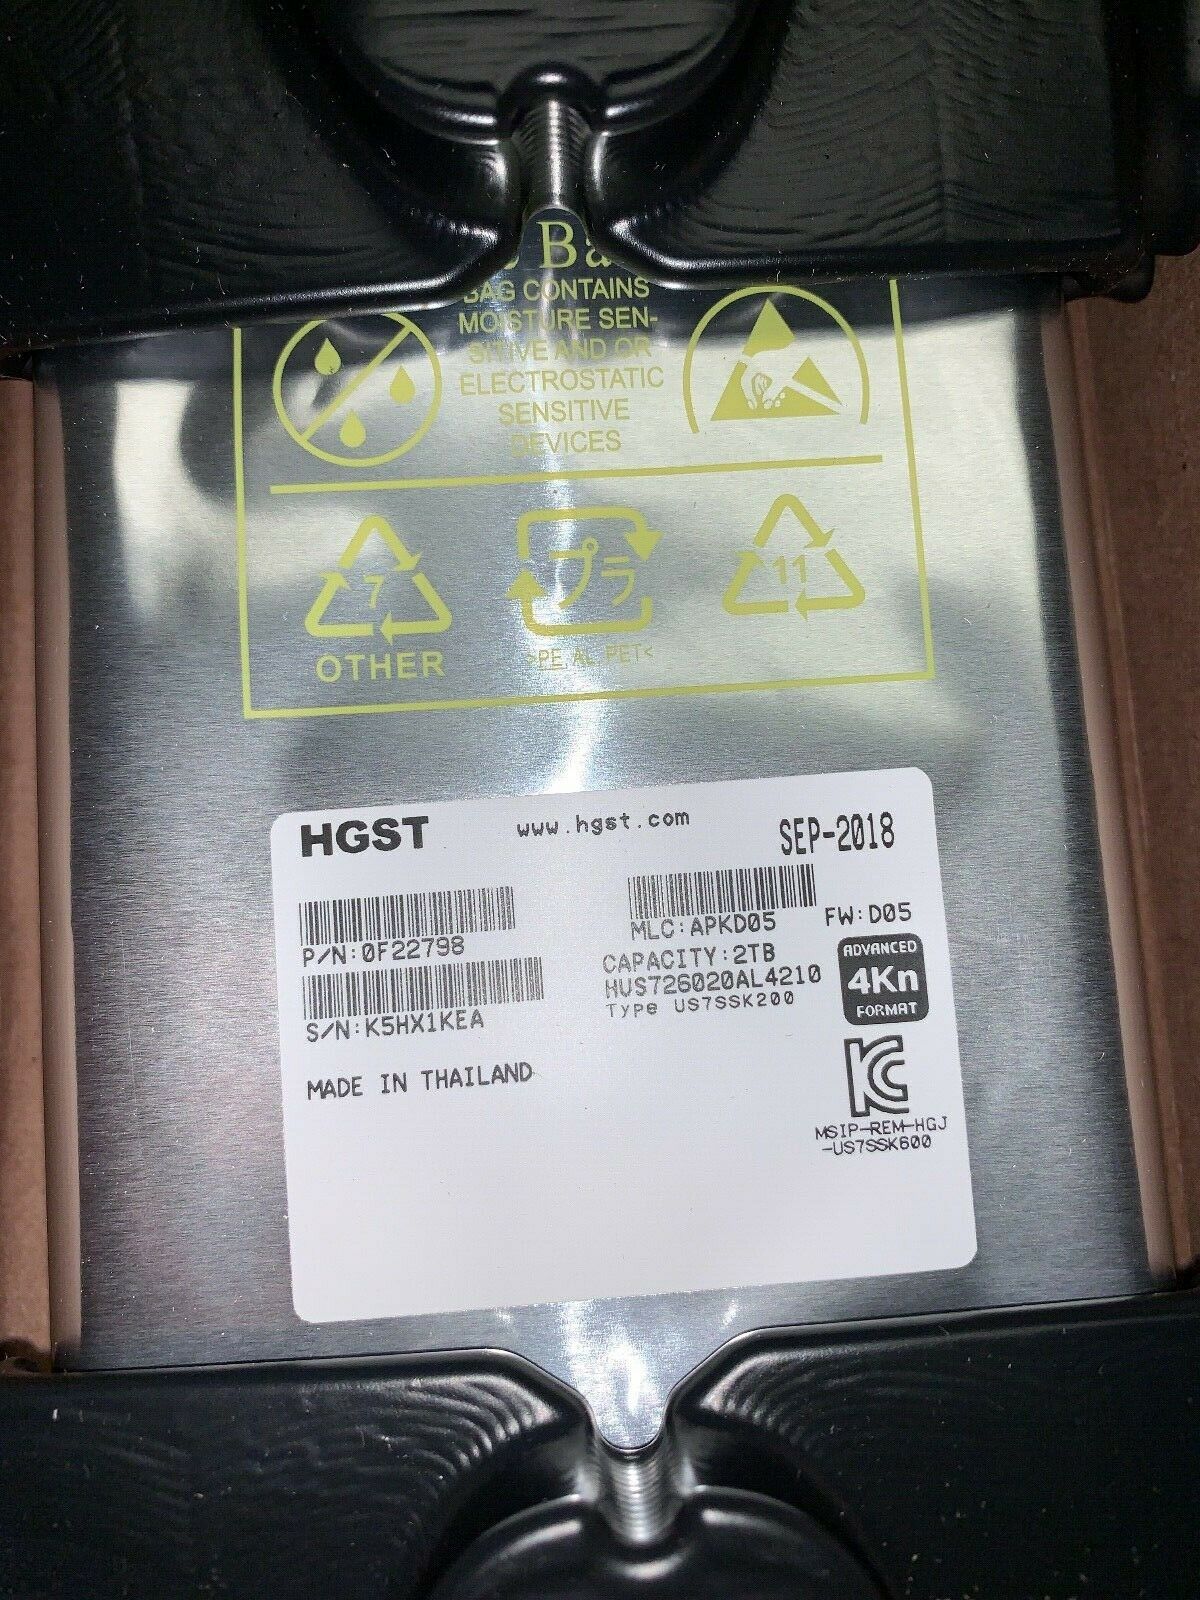 BAG CONTAINS
MOISTURE SEN-
SITIVE AND OR
ELECTROSTATIC
SENSITIVE
DEVICES
7
OTHER
プラ
>PE, AL, PET<
11
HGST
www.hgst.com
SEP-2018
P/N:0F22798
MLC:APKD05
FW:D05
CAPACITY:2TB
HUS726020AL4210
Type US7SSK200
ADVANCED
4Kn
FORMAT
S/N:K5HX1KEA
MADE IN THAILAND
MSIP-REM-HGJ
-US7SSK600